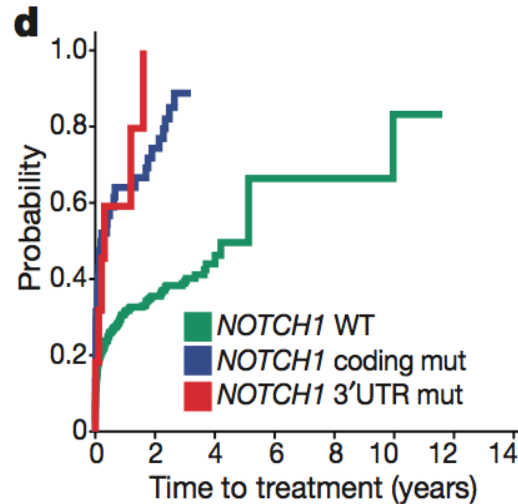 d
Probability
1.0
0.8
0.6
0.4
0.2
0
NOTCH1 WT
NOTCH1 coding mut
NOTCH1 3′UTR mut
0 2 4 6 8 10 12 14
Time to treatment (years)